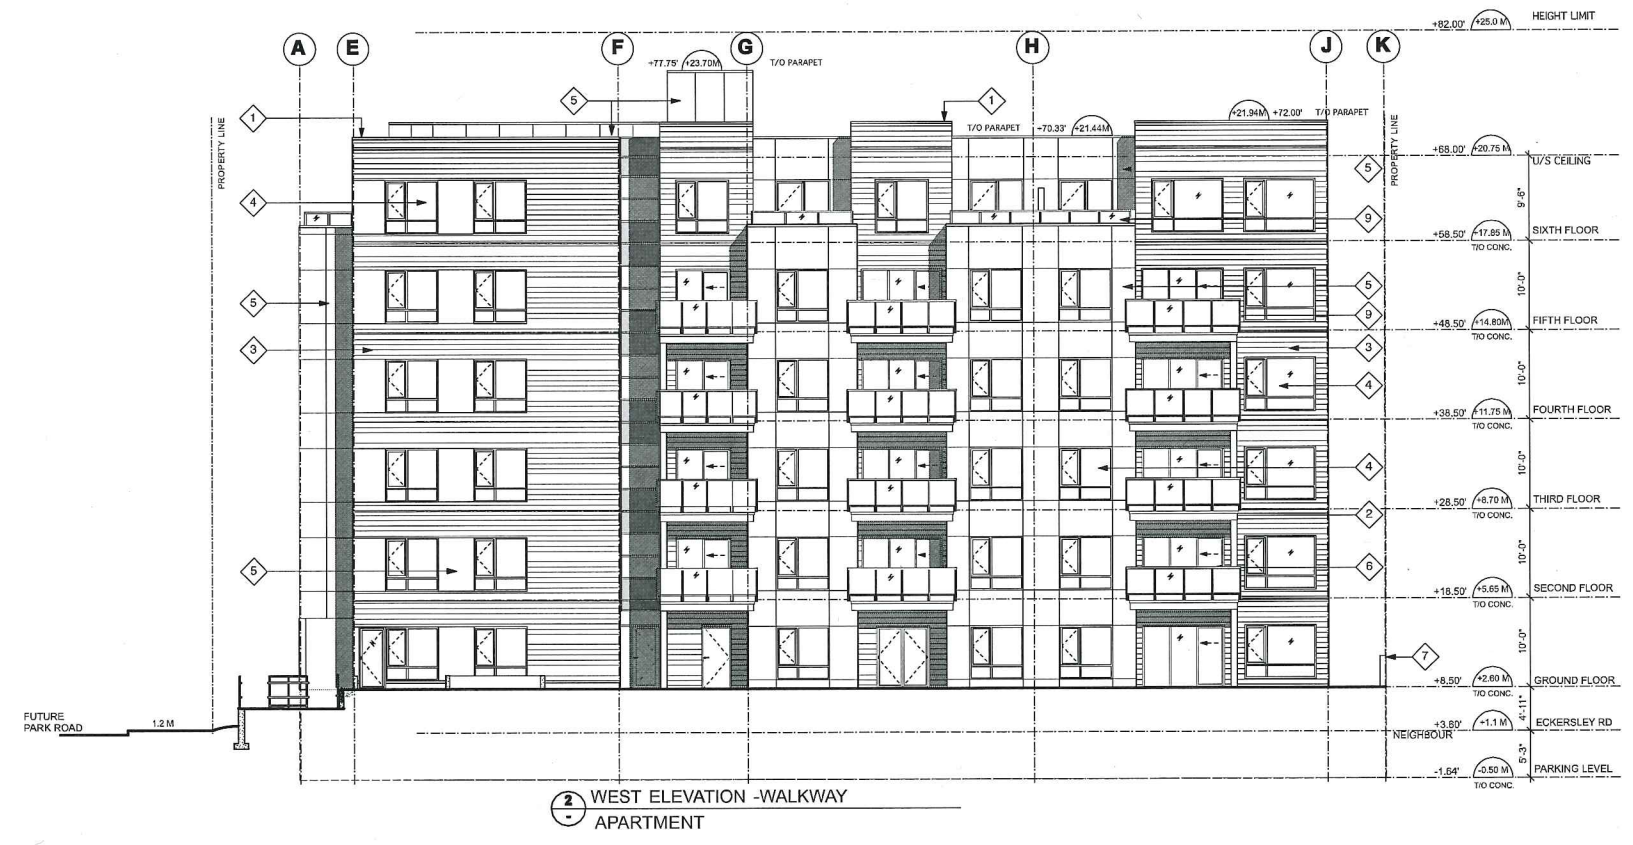 HEIGHT LIMIT
+82.00' +25.0 M
A E F G H J K
+77.75' +23.70M T/O PARAPET
5
1
1
+21.94M +72.00' T/O PARAPET
T/O PARAPET +70.33' +21.44M
PROPERTY LINE
PROPERTY LINE
+68.00' +20.75 M
U/S CEILING
5
9'-6"
4
9
+58.50' +17.85 M SIXTH FLOOR
T/O CONC.
10'-0"
5
5
9
+48.50' +14.80M FIFTH FLOOR
T/O CONC.
3
3
10'-0"
4
+38.50' +11.75 M FOURTH FLOOR
T/O CONC.
10'-0"
4
+28.50' +8.70 M THIRD FLOOR
T/O CONC.
2
10'-0"
5
6
+18.50' +5.65 M SECOND FLOOR
T/O CONC.
10'-0"
7
+8.50' +2.60 M GROUND FLOOR
T/O CONC.
4'-11"
FUTURE
PARK ROAD
1.2 M
+3.60' +1.1 M ECKERSLEY RD
NEIGHBOUR
5'-3"
-1.64' -0.50 M PARKING LEVEL
T/O CONC.
2 WEST ELEVATION -WALKWAY
- APARTMENT